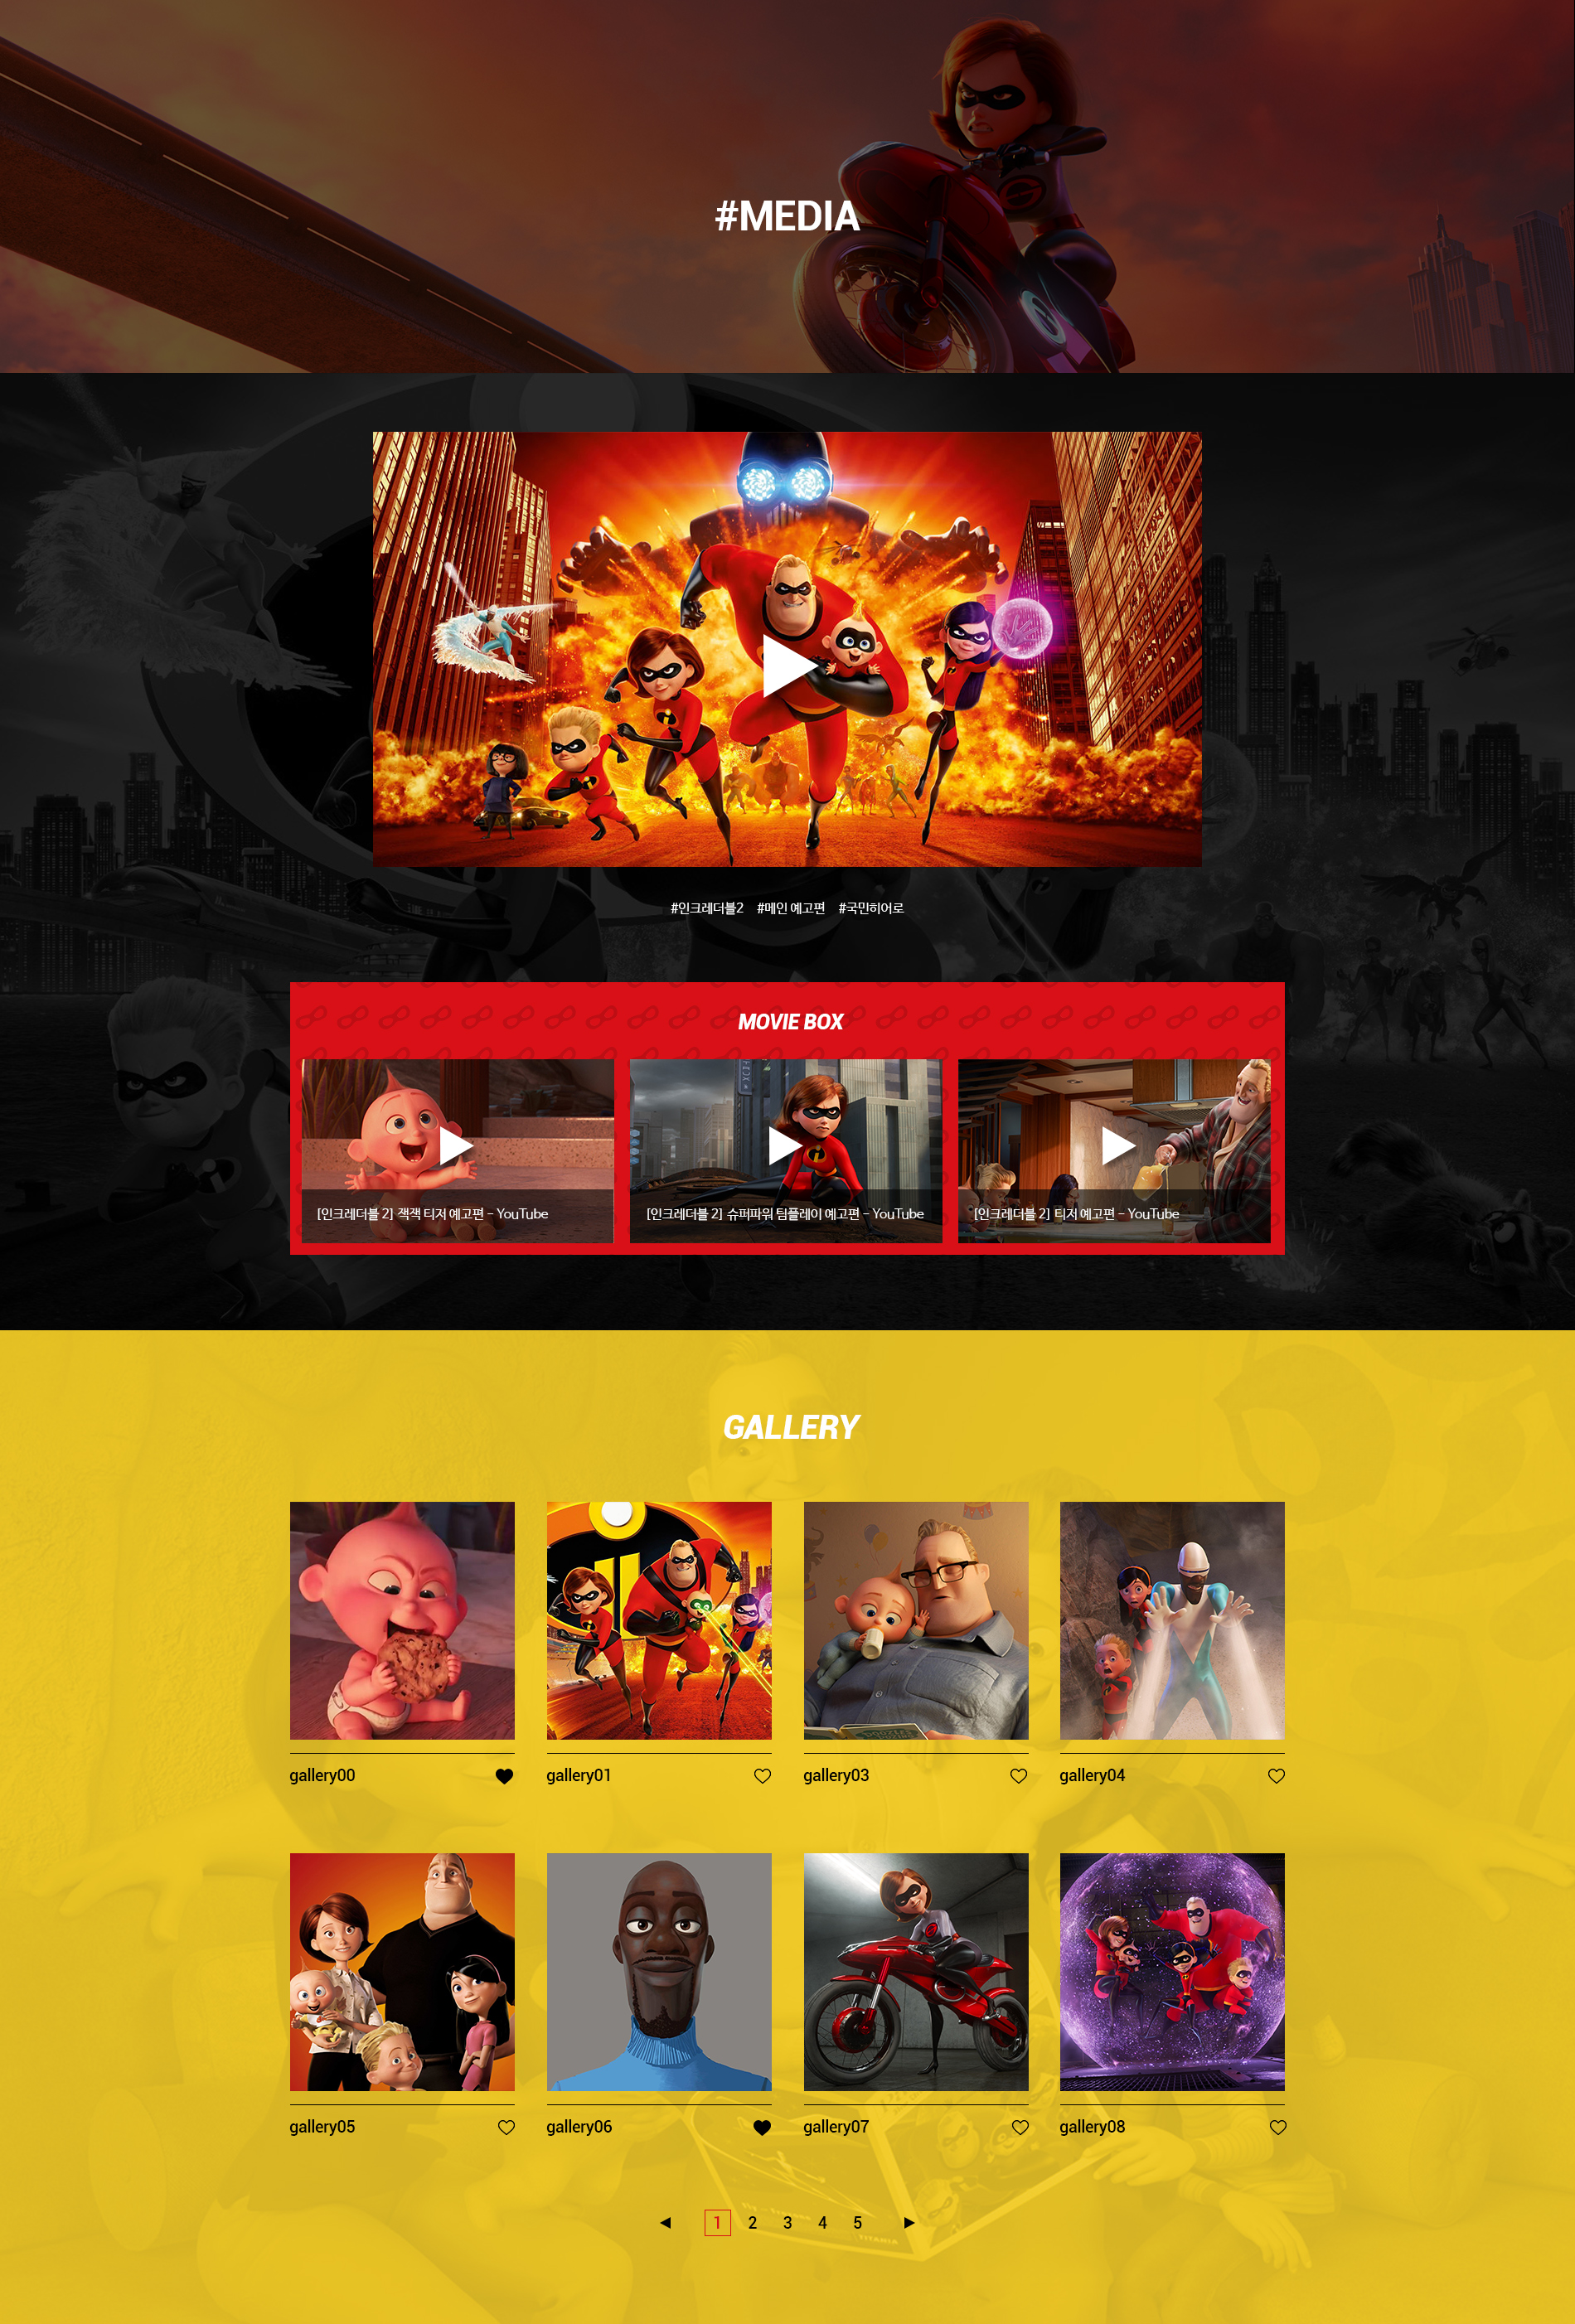 #MEDIA
#인크레더블2 #메인 예고편 #국민히어로
MOVIE BOX
[인크레더블 2] 잭잭 티저 예고편 - YouTube
[인크레더블 2] 슈퍼파워 팀플레이 예고편 - YouTube
[인크레더블 2] 티저 예고편 - YouTube
GALLERY
gallery00
gallery01
gallery03
gallery04
gallery05
gallery06
gallery07
gallery08
1 2 3 4 5